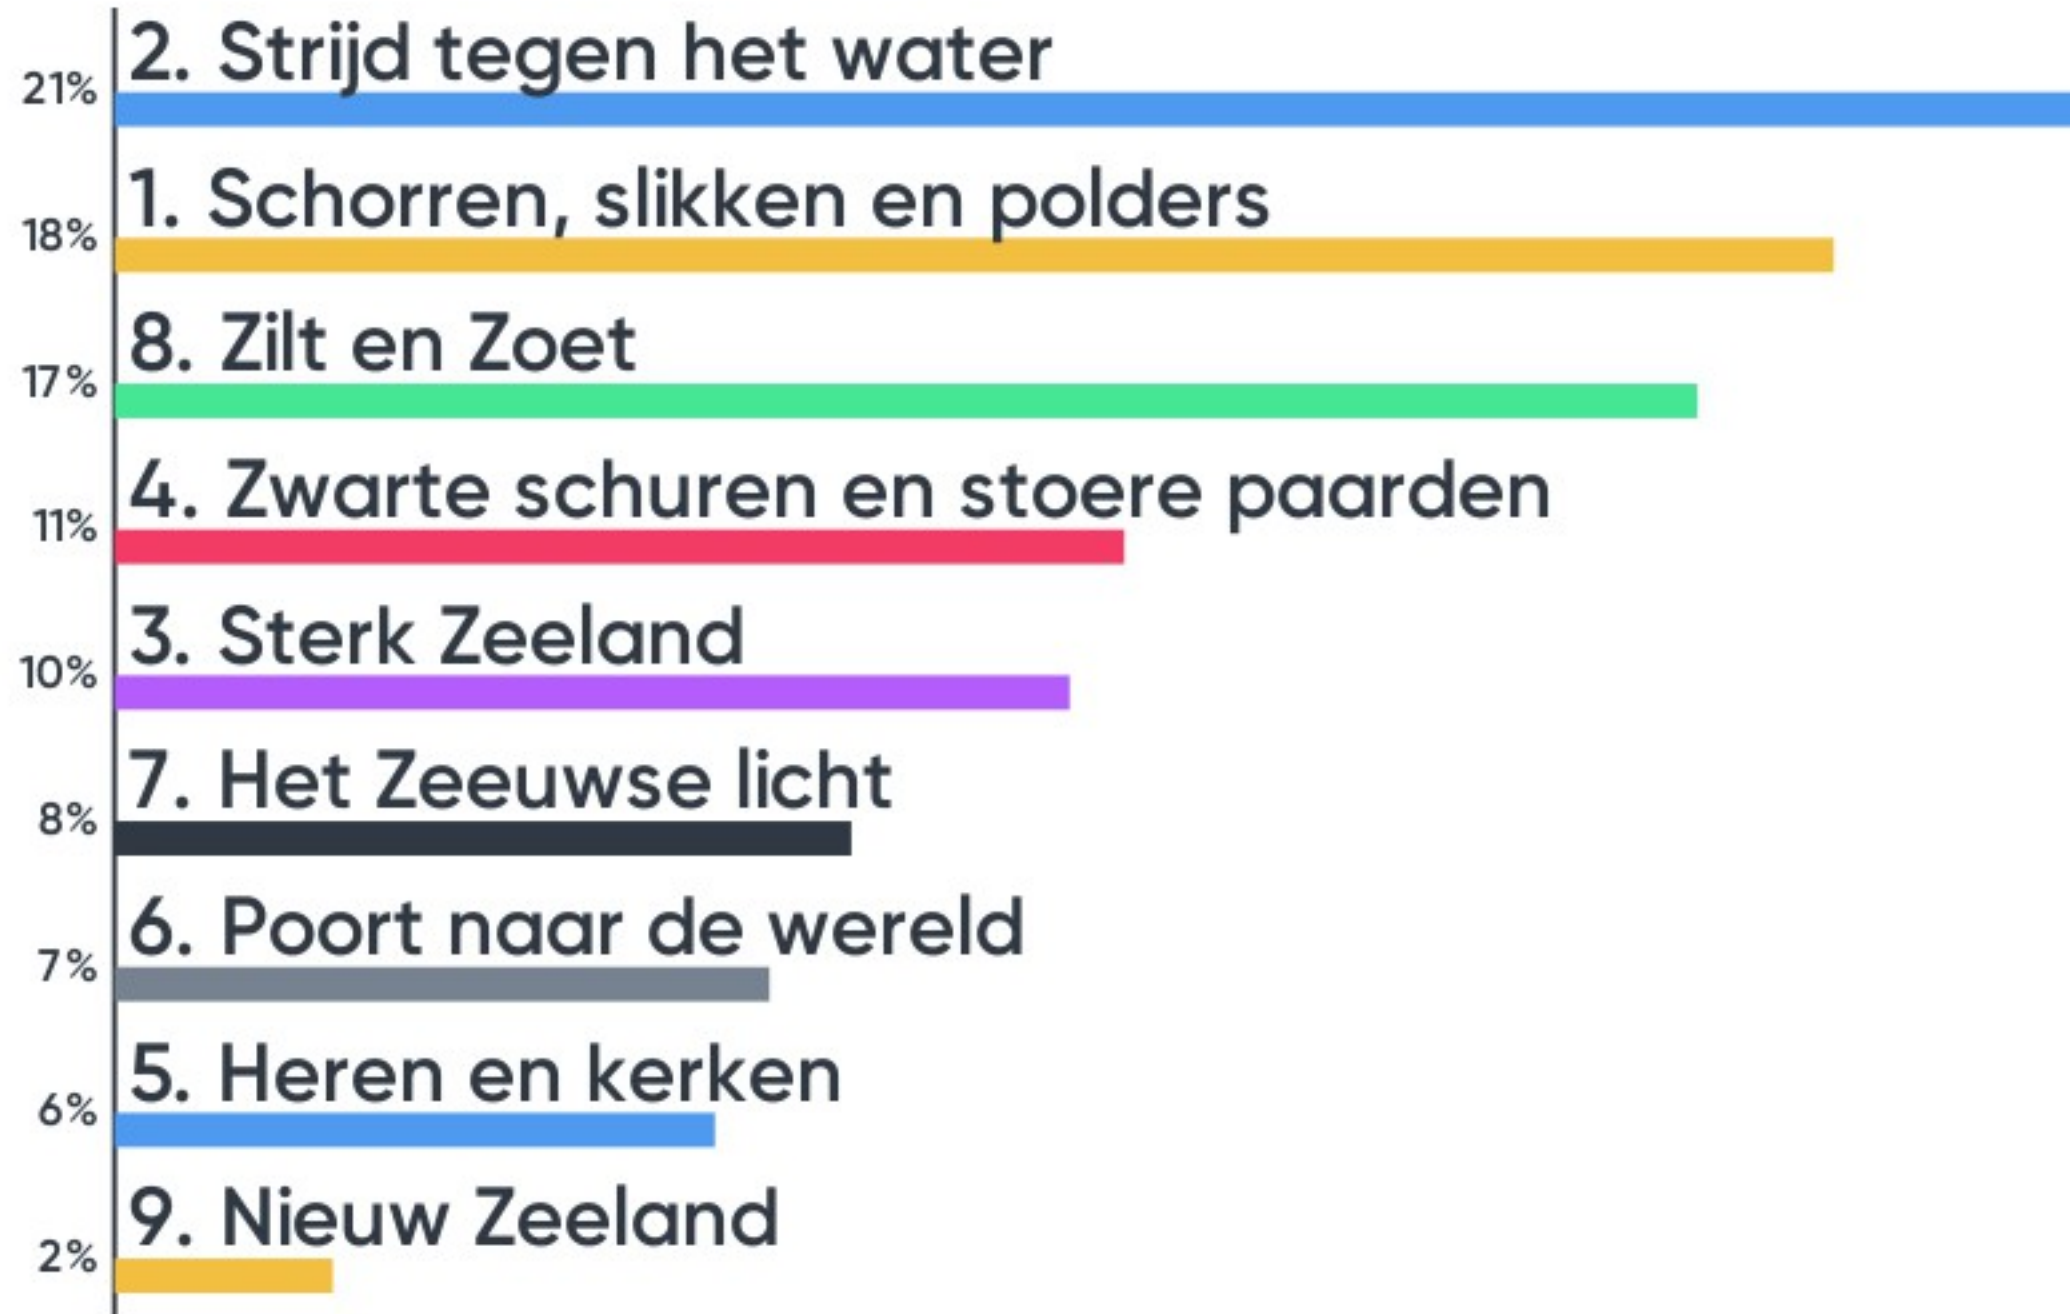 2. Strijd tegen het water
21%
1. Schorren, slikken en polders
18%
8. Zilt en Zoet
17%
4. Zwarte schuren en stoere paarden
11%
3. Sterk Zeeland
10%
7. Het Zeeuwse licht
8%
6. Poort naar de wereld
7%
5. Heren en kerken
6%
9. Nieuw Zeeland
2%